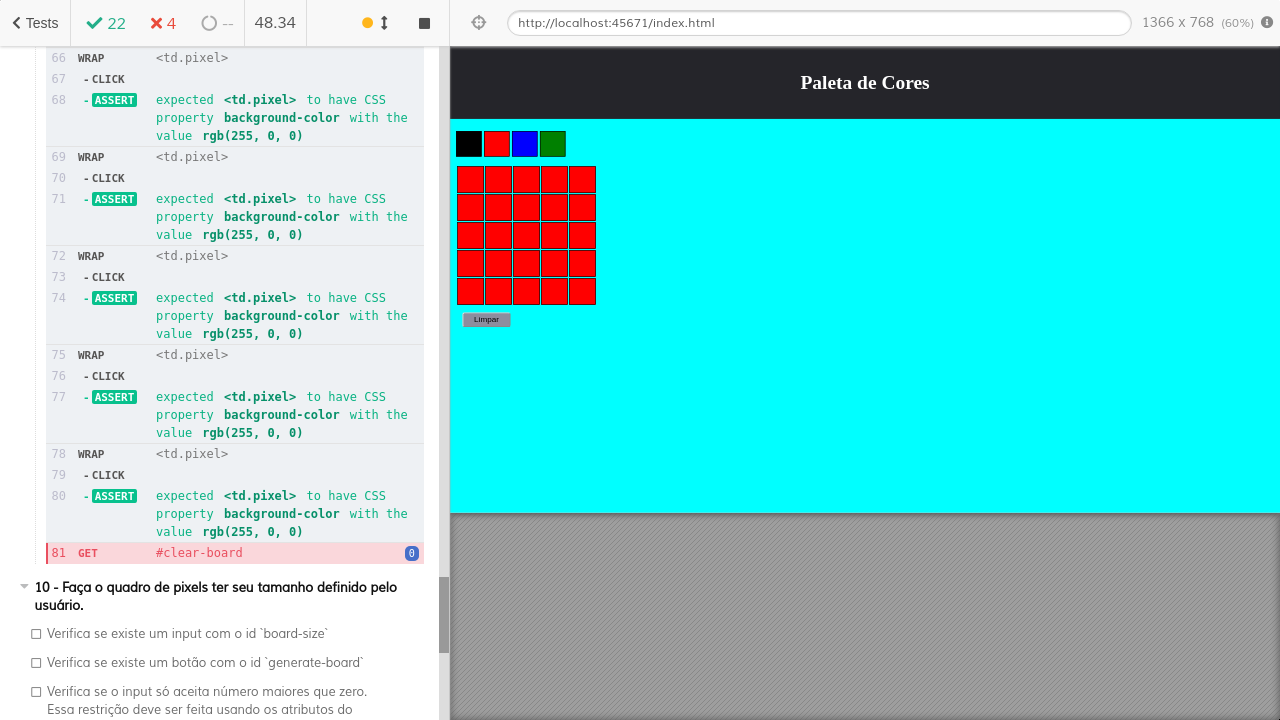 Tests 22 4 -- 48.34 http://localhost:45671/index.html 1366 x 768 (60%)
66 WRAP <td.pixel>
67 -CLICK
68 -ASSERT expected <td.pixel> to have CSS
property background-color with the
value rgb(255, 0, 0)
69 WRAP <td.pixel>
70 -CLICK
71 -ASSERT expected <td.pixel> to have CSS
property background-color with the
value rgb(255, 0, 0)
72 WRAP <td.pixel>
73 -CLICK
74 -ASSERT expected <td.pixel> to have CSS
property background-color with the
value rgb(255, 0, 0)
75 WRAP <td.pixel>
76 -CLICK
77 -ASSERT expected <td.pixel> to have CSS
property background-color with the
value rgb(255, 0, 0)
78 WRAP <td.pixel>
79 -CLICK
80 -ASSERT expected <td.pixel> to have CSS
property background-color with the
value rgb(255, 0, 0)
81 GET #clear-board 0
10 - Faça o quadro de pixels ter seu tamanho definido pelo
usuário.
Verifica se existe um input com o id `board-size`
Verifica se existe um botão com o id `generate-board`
Verifica se o input só aceita número maiores que zero.
Essa restrição deve ser feita usando os atributos do
Paleta de Cores
Limpar